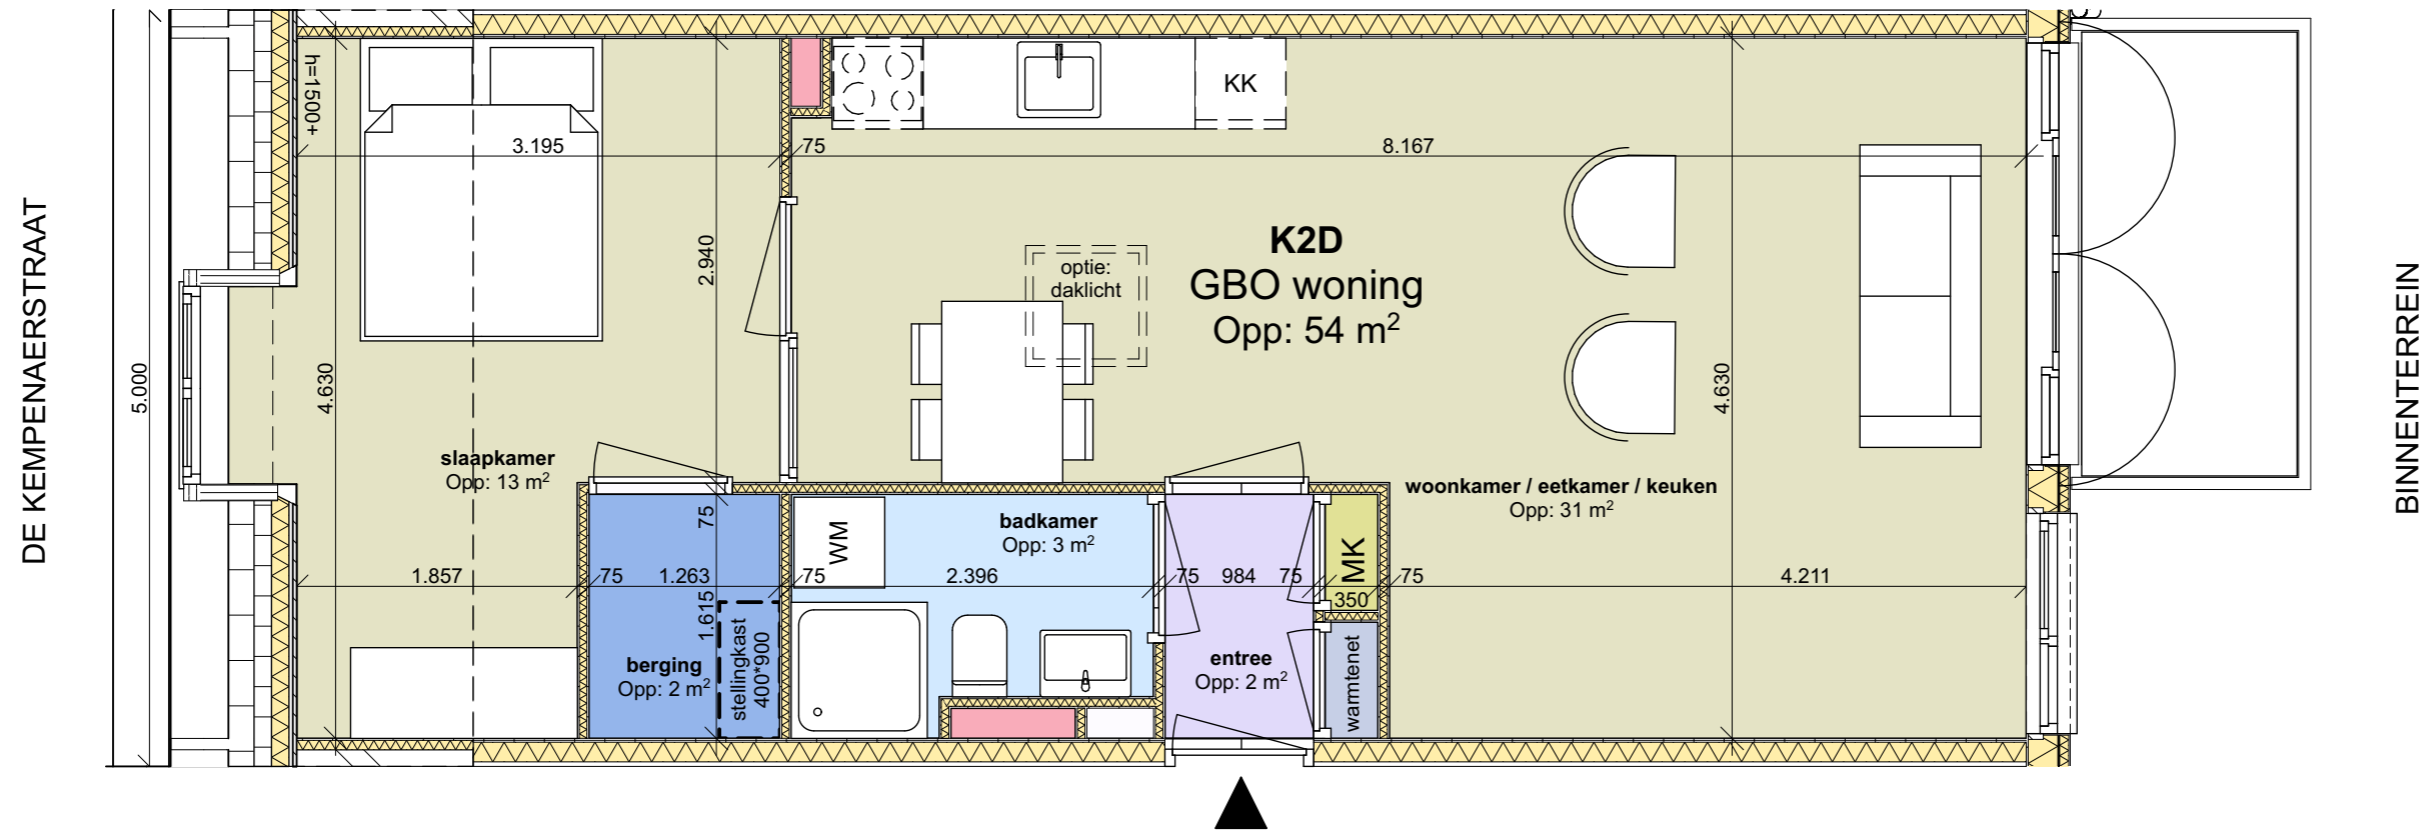 DE KEMPENAERSTRAAT
5.000
h=1500+
3.195
75
8.167
KK
2.940
4.630
optie:
daklicht
K2D
GBO woning
Opp: 54 m²
4.630
slaapkamer
Opp: 13 m²
woonkamer / eetkamer / keuken
Opp: 31 m²
75
WM
badkamer
Opp: 3 m²
MK
1.857
75
1.263
75
2.396
75
984
75
350
75
4.211
1.615
stellingkast
400*900
berging
Opp: 2 m²
entree
Opp: 2 m²
warmtenet
BINNENTERREIN